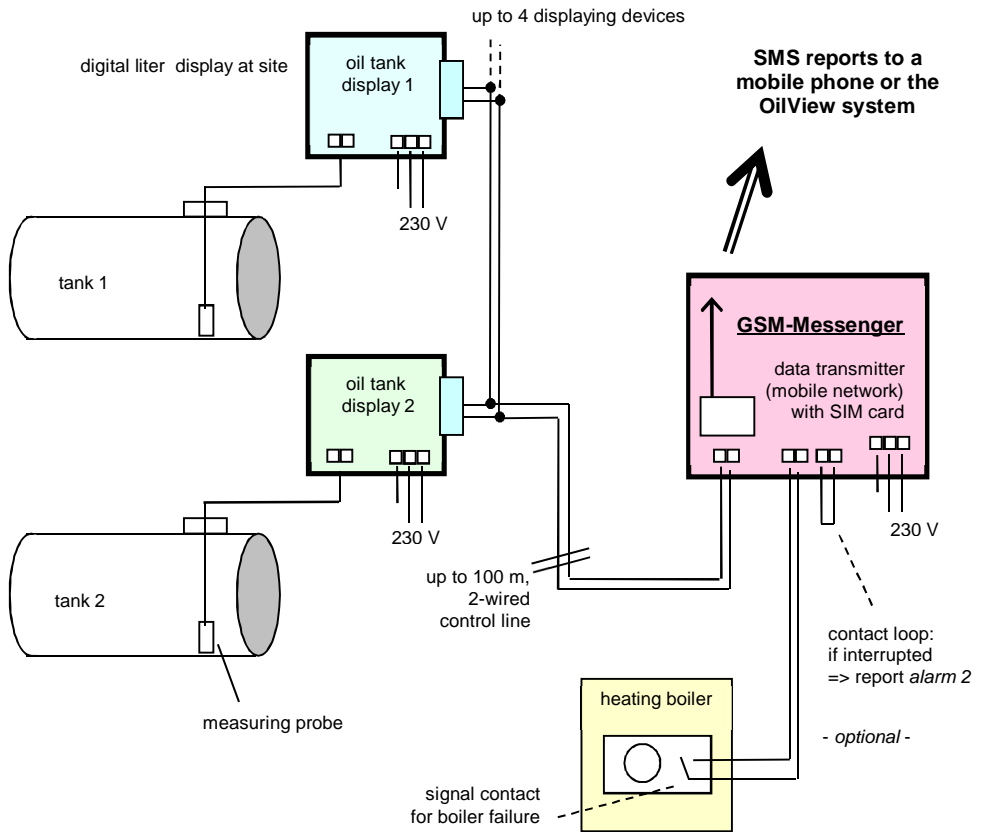 up to 4 displaying devices
digital liter display at site
oil tank
display 1
SMS reports to a
mobile phone or the
OilView system
230 V
tank 1
GSM-Messenger
data transmitter
(mobile network)
with SIM card
oil tank
display 2
230 V
230 V
up to 100 m,
2-wired
control line
tank 2
contact loop:
if interrupted
=> report alarm 2
measuring probe
heating boiler
- optional -
signal contact
for boiler failure